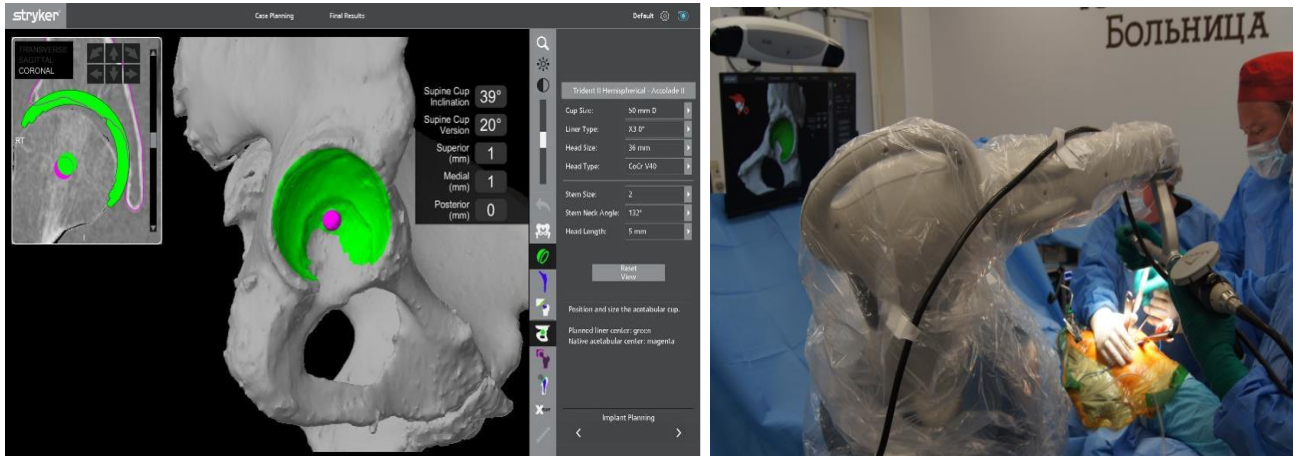 stryker
Case Planning
Final Results
Default
TRANSVERSE
SAGITTAL
CORONAL
RT
Supine Cup
Inclination 39°
Supine Cup
Version 20°
Superior
(mm) 1
Medial
(mm) 1
Posterior
(mm) 0
Trident II Hemispherical - Accolade II
Cup Size: 50 mm D
Liner Type: X3 0°
Head Size: 36 mm
Head Type: CoCr V40
Stem Size: 2
Stem Neck Angle: 132°
Head Length: 5 mm
Reset
View
Position and size the acetabular cup.
Planned liner center: green
Native acetabular center: magenta
Implant Planning
БОЛЬНИЦА